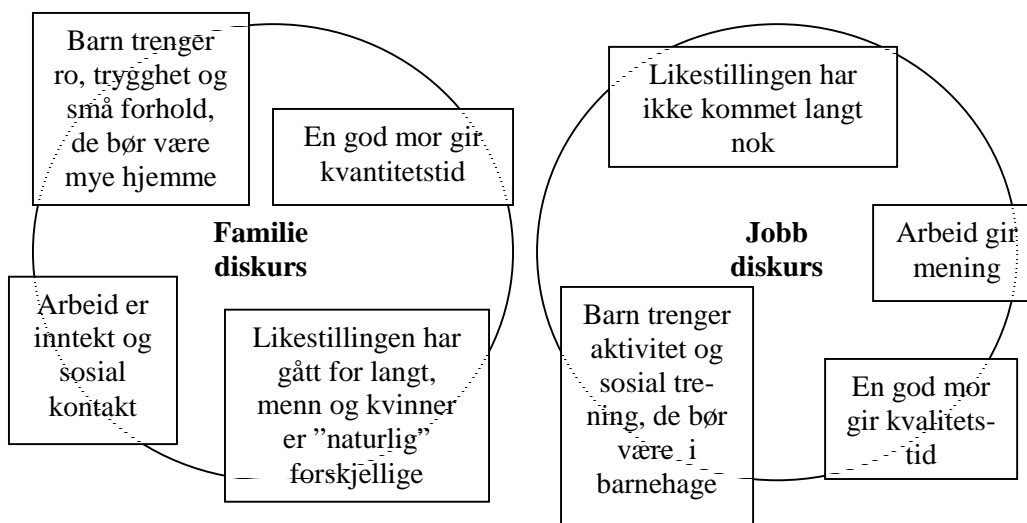 Barn trenger
ro, trygghet og
små forhold,
de bør være
mye hjemme
En god mor gir
kvantitetstid
Familie
diskurs
Arbeid er
inntekt og
sosial
kontakt
Likestillingen har
gått for langt,
menn og kvinner
er ”naturlig”
forskjellige
Likestillingen har
ikke kommet langt
nok
Jobb
diskurs
Arbeid gir
mening
Barn trenger
aktivitet og
sosial tre-
ning, de bør
være i
barnehage
En god mor
gir kvalitets-
tid